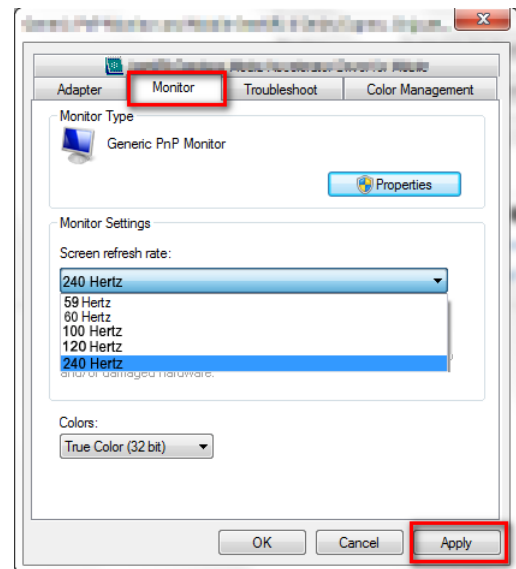 Adapter Monitor Troubleshoot Color Management
Monitor Type
Generic PnP Monitor
Properties
Monitor Settings
Screen refresh rate:
240 Hertz
59 Hertz
60 Hertz
100 Hertz
120 Hertz
240 Hertz
and/or damaged hardware.
Colors:
True Color (32 bit)
OK Cancel Apply